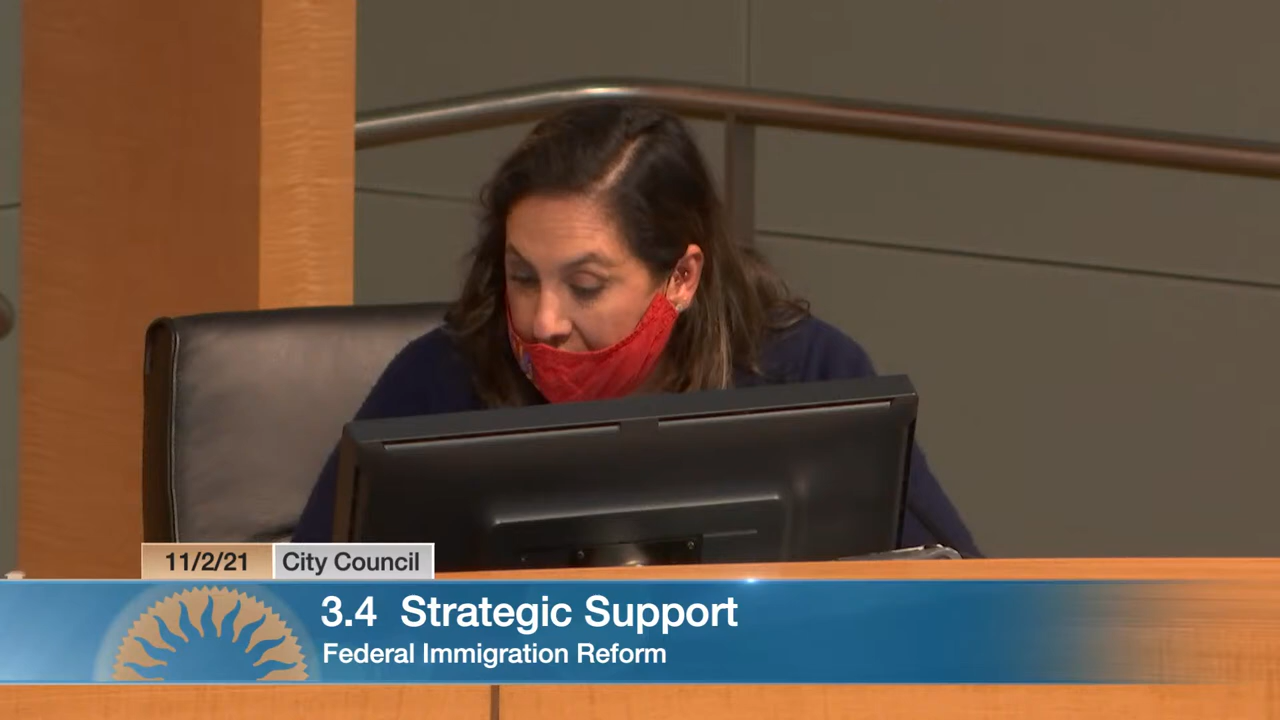 11/2/21 City Council
3.4 Strategic Support
Federal Immigration Reform